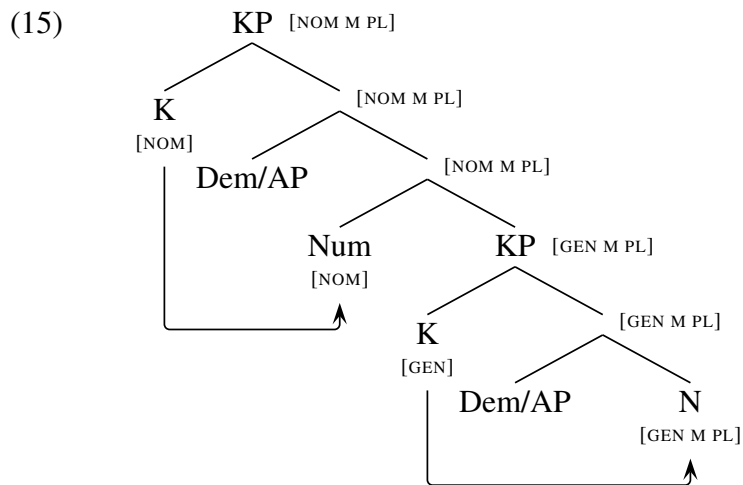 (15)
KP [NOM M PL]
K [NOM M PL]
[NOM]
Dem/AP [NOM M PL]
Num KP [GEN M PL]
[NOM]
K [GEN M PL]
[GEN]
Dem/AP N
[GEN M PL]